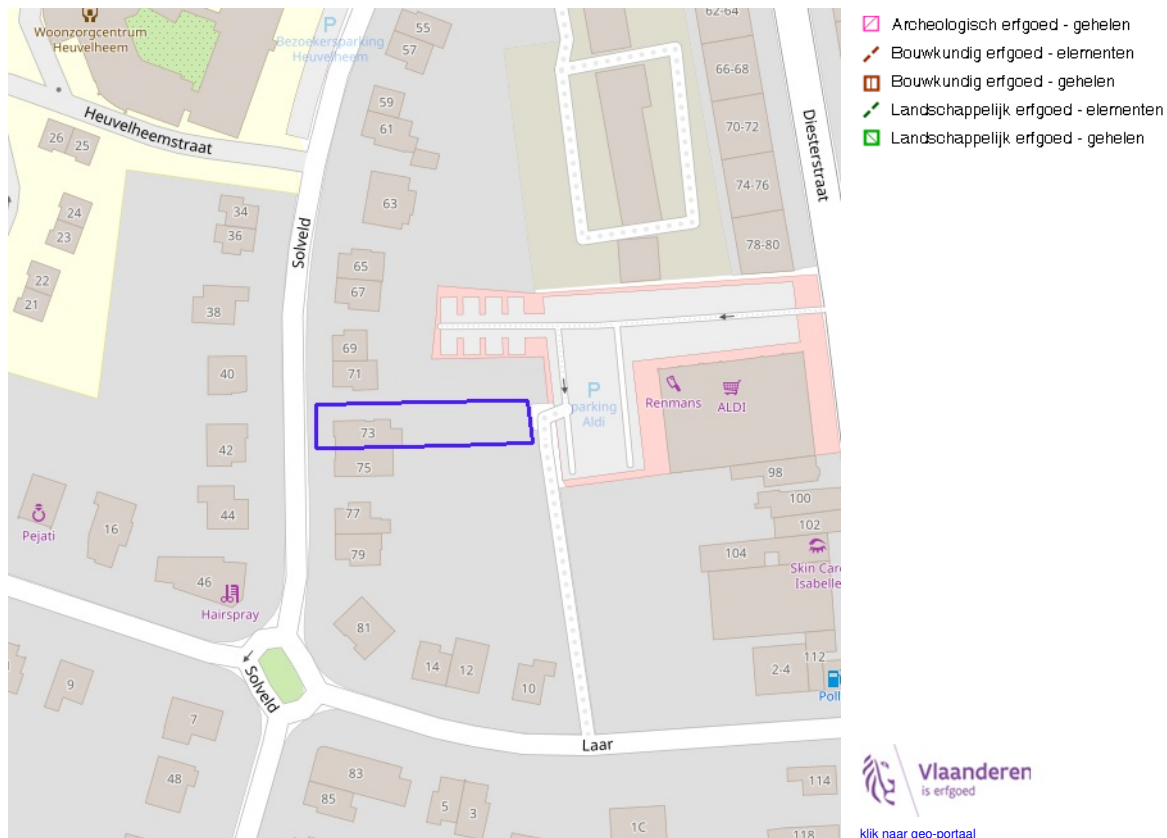 Woonzorgcentrum
Heuvelheem
P
Bezoekersparking
Heuvelheem
55
57
62-64
66-68
59
61
70-72
Diesterstraat
Heuvelheemstraat
26
25
74-76
63
34
36
24
23
Solveld
78-80
65
67
22
21
38
69
71
40
P
parking
Aldi
Renmans
ALDI
73
75
42
98
100
102
44
77
79
104
Skin Care
Isabelle
Pejati
16
46
Hairspray
81
14
12
10
2-4
112
Poll
Solveld
9
7
Laar
83
85
48
5
3
114
1C
118
Archeologisch erfgoed - gehelen
Bouwkundig erfgoed - elementen
Bouwkundig erfgoed - gehelen
Landschappelijk erfgoed - elementen
Landschappelijk erfgoed - gehelen
Vlaanderen
is erfgoed
klik naar geo-portaal